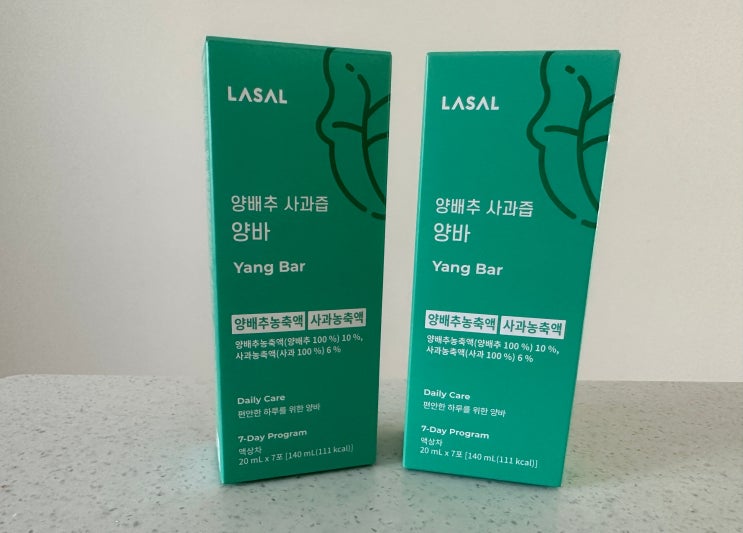 LASAL
양배추 사과즙
양바
Yang Bar
양배추농축액 사과농축액
양배추농축액(양배추 100 %) 10 %,
사과농축액(사과 100 %) 6 %
Daily Care
편안한 하루를 위한 양바
7-Day Program
액상차
20 mL x 7포 [140 mL(111 kcal)]
LASAL
양배추 사과즙
양바
Yang Bar
양배추농축액 사과농축액
양배추농축액(양배추 100 %) 10 %,
사과농축액(사과 100 %) 6 %
Daily Care
편안한 하루를 위한 양바
7-Day Program
액상차
20 mL x 7포 [140 mL(111 kcal)]